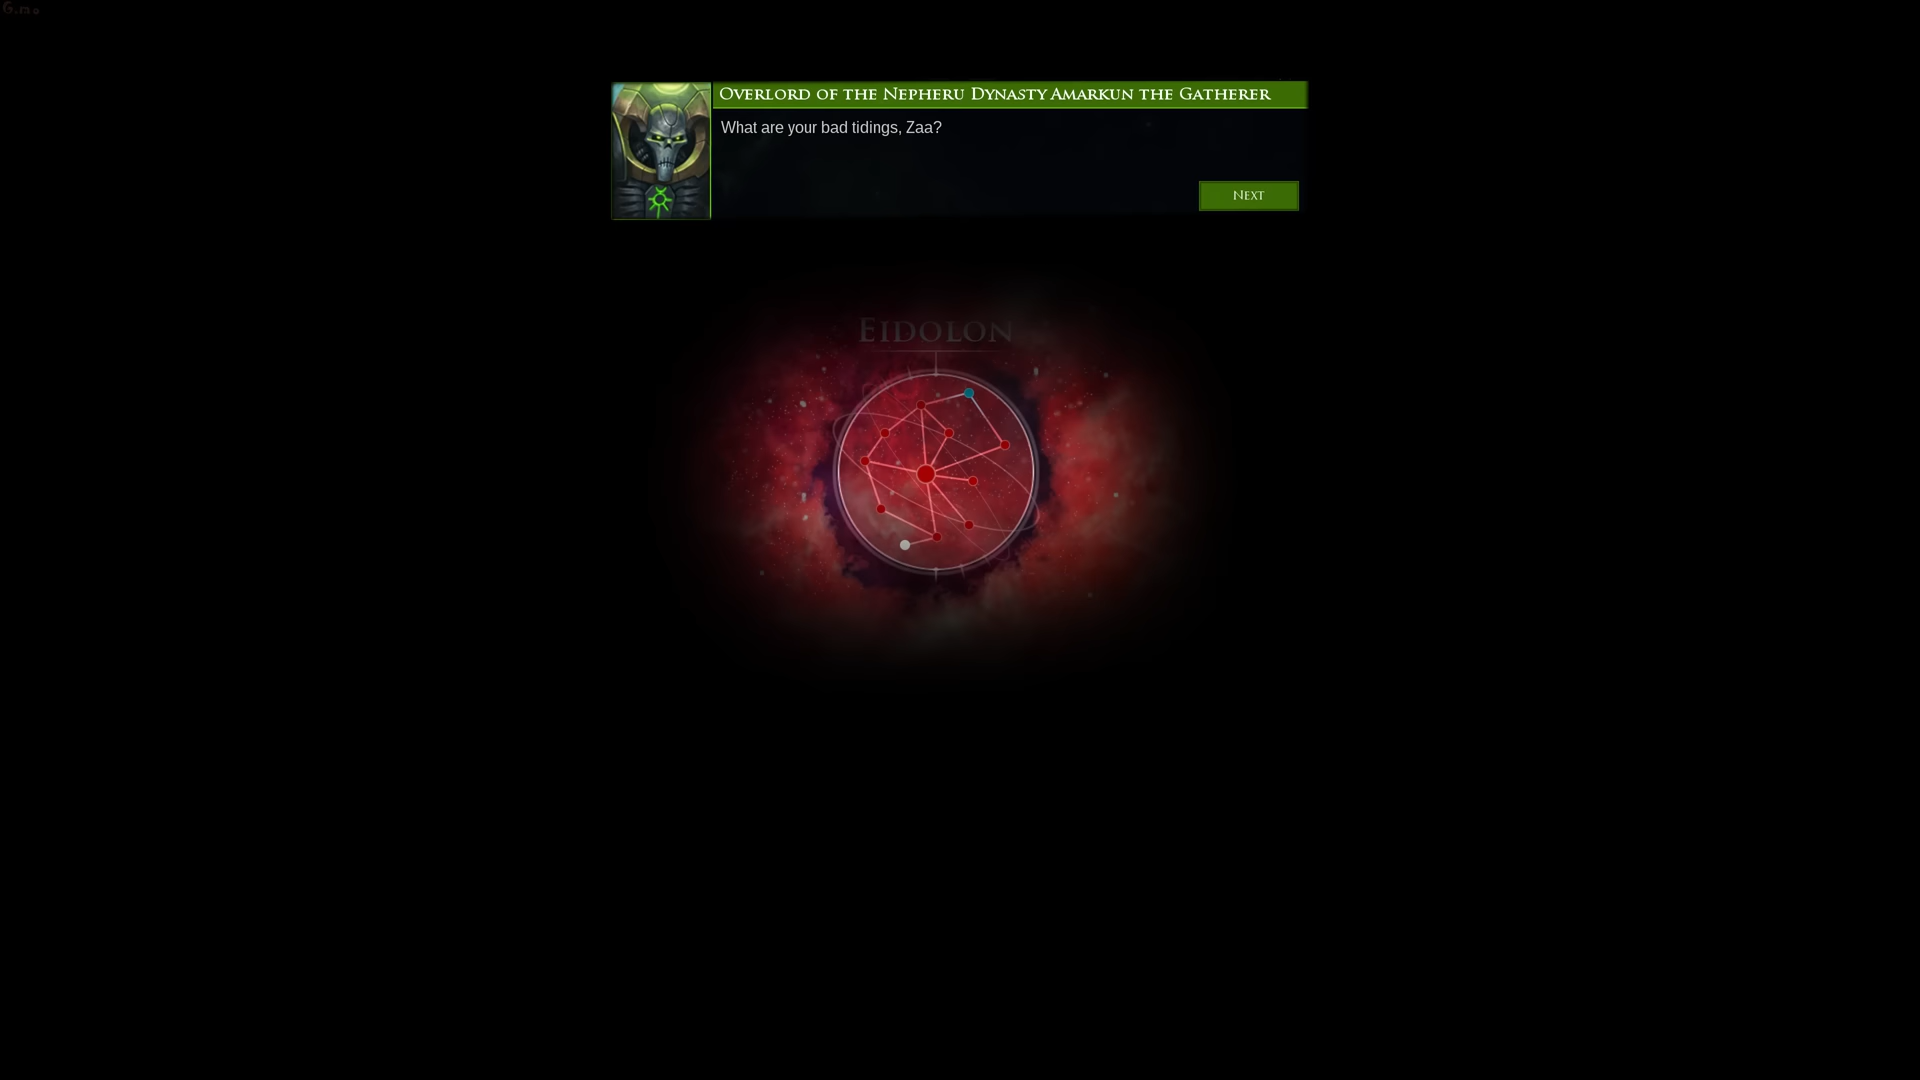 Overlord of the Nepheru Dynasty Amarkun the Gatherer
What are your bad tidings, Zaa?
Next
Eidolon